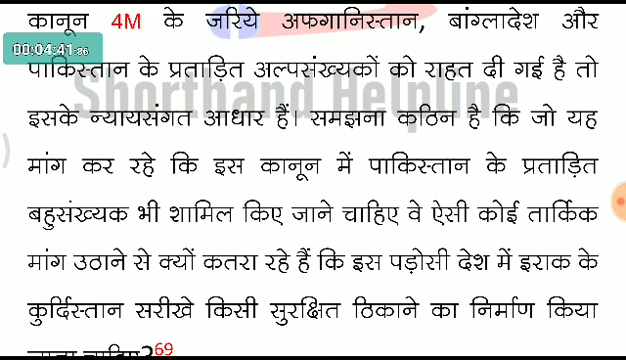 कानून 4M के जरिये अफगानिस्तान, बांग्लादेश और
00:04:41.86
पाकिस्तान के प्रताड़ित अल्पसंख्यकों को राहत दी गई है तो
Shorthand Helpline
इसके न्यायसंगत आधार हैं। समझना कठिन है कि जो यह
मांग कर रहे कि इस कानून में पाकिस्तान के प्रताड़ित
बहुसंख्यक भी शामिल किए जाने चाहिए वे ऐसी कोई तार्किक
मांग उठाने से क्यों कतरा रहे हैं कि इस पड़ोसी देश में इराक के
कुर्दिस्तान सरीखे किसी सुरक्षित ठिकाने का निर्माण किया
69